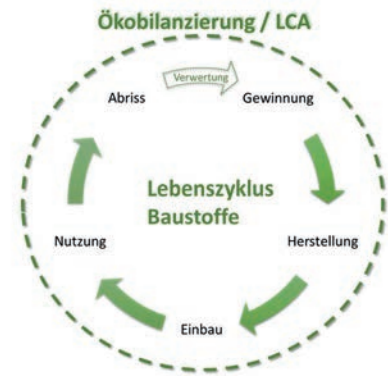 Ökobilanzierung / LCA
Verwertung
Abriss
Gewinnung
Lebenszyklus
Baustoffe
Nutzung
Herstellung
Einbau